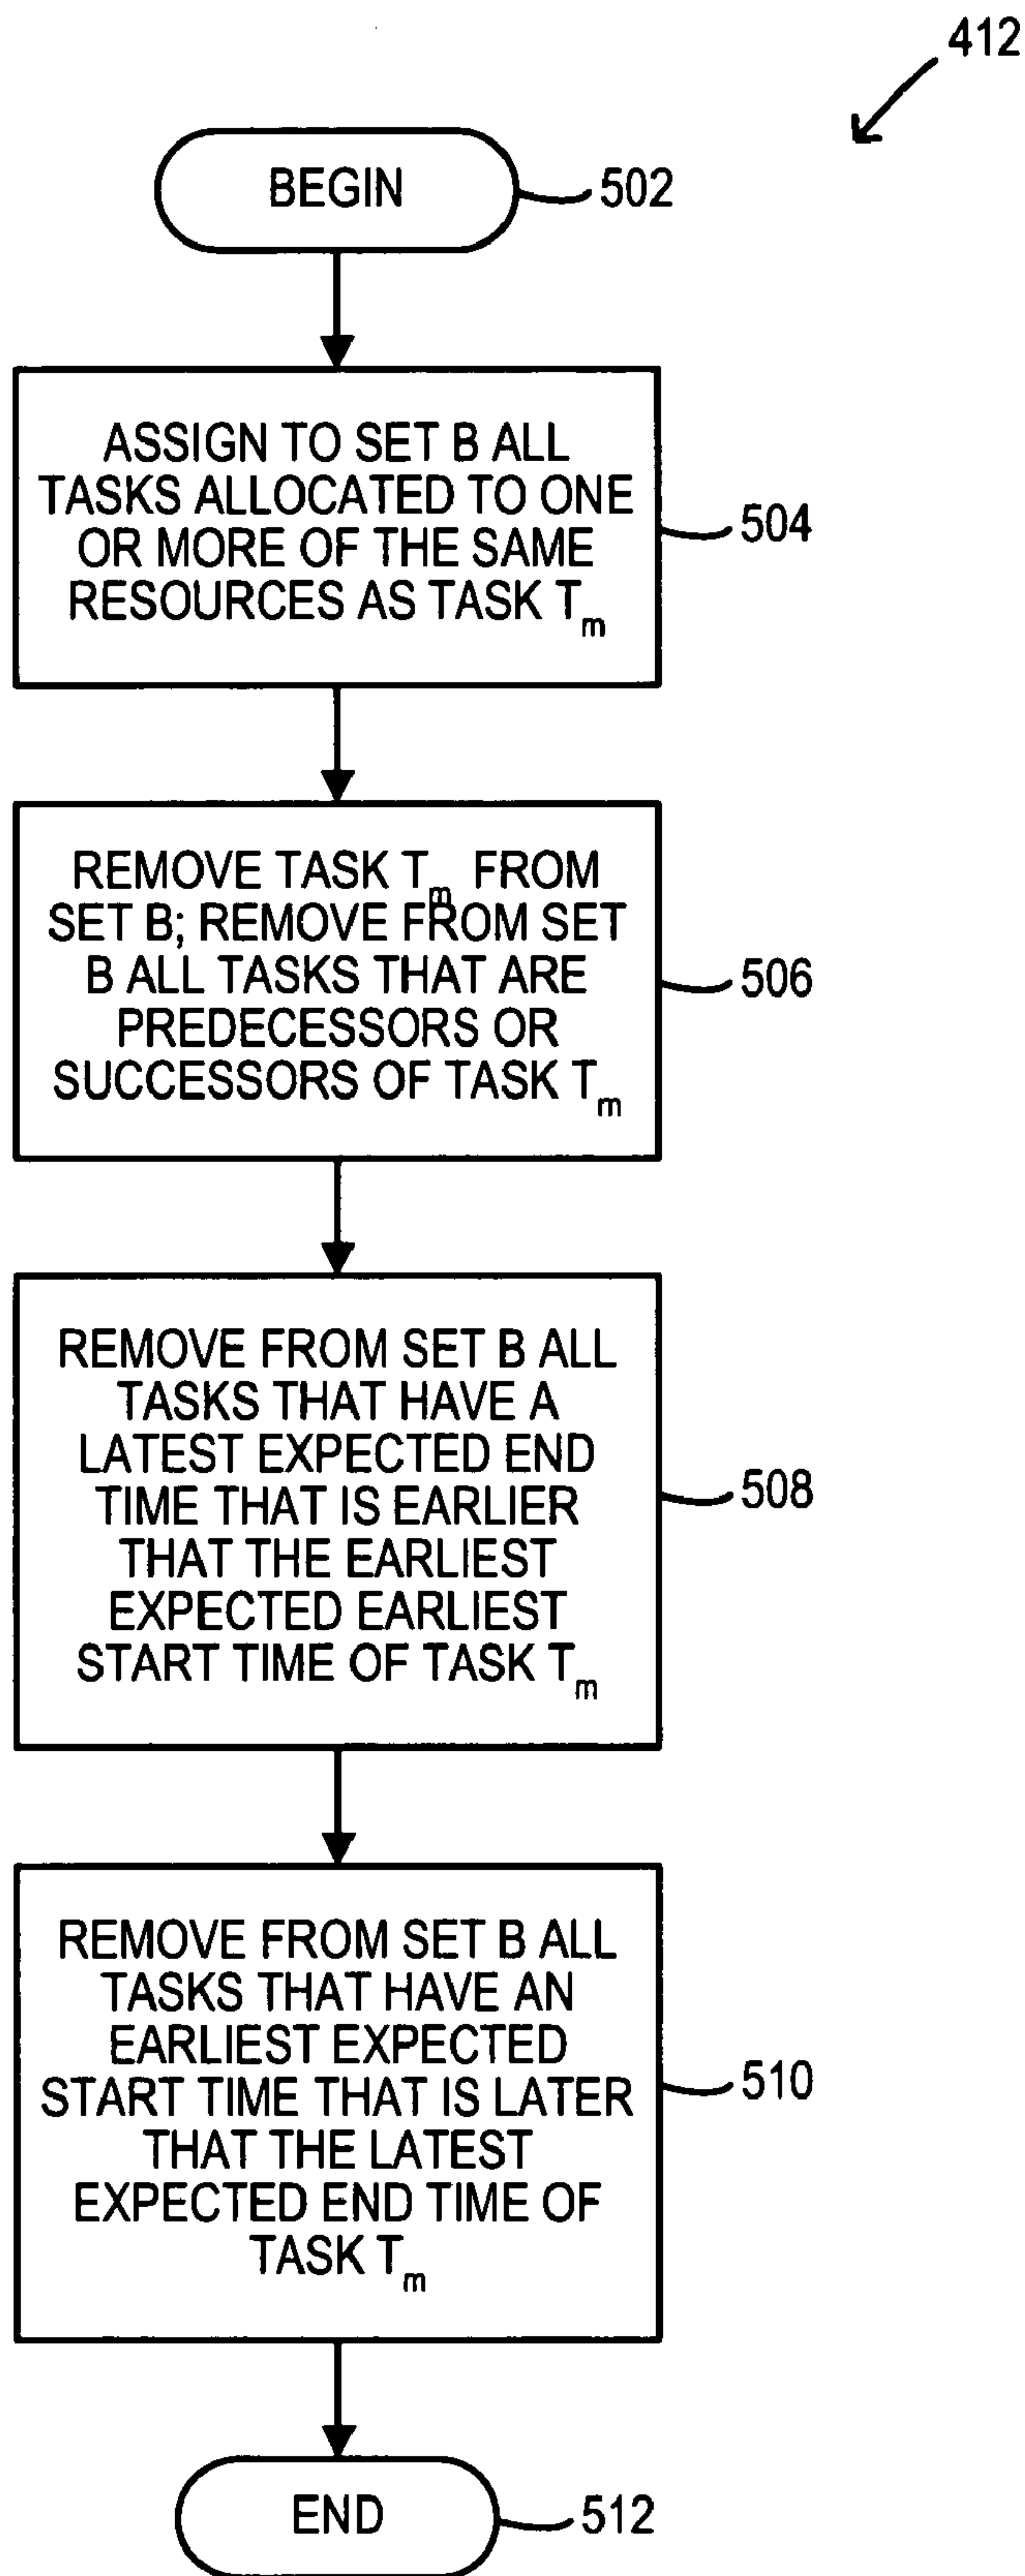 412
BEGIN
502
ASSIGN TO SET B ALL
TASKS ALLOCATED TO ONE
OR MORE OF THE SAME
RESOURCES AS TASK Tm
504
REMOVE TASK Tm FROM
SET B; REMOVE FROM SET
B ALL TASKS THAT ARE
PREDECESSORS OR
SUCCESSORS OF TASK Tm
506
REMOVE FROM SET B ALL
TASKS THAT HAVE A
LATEST EXPECTED END
TIME THAT IS EARLIER
THAT THE EARLIEST
EXPECTED EARLIEST
START TIME OF TASK Tm
508
REMOVE FROM SET B ALL
TASKS THAT HAVE AN
EARLIEST EXPECTED
START TIME THAT IS LATER
THAT THE LATEST
EXPECTED END TIME OF
TASK Tm
510
END
512